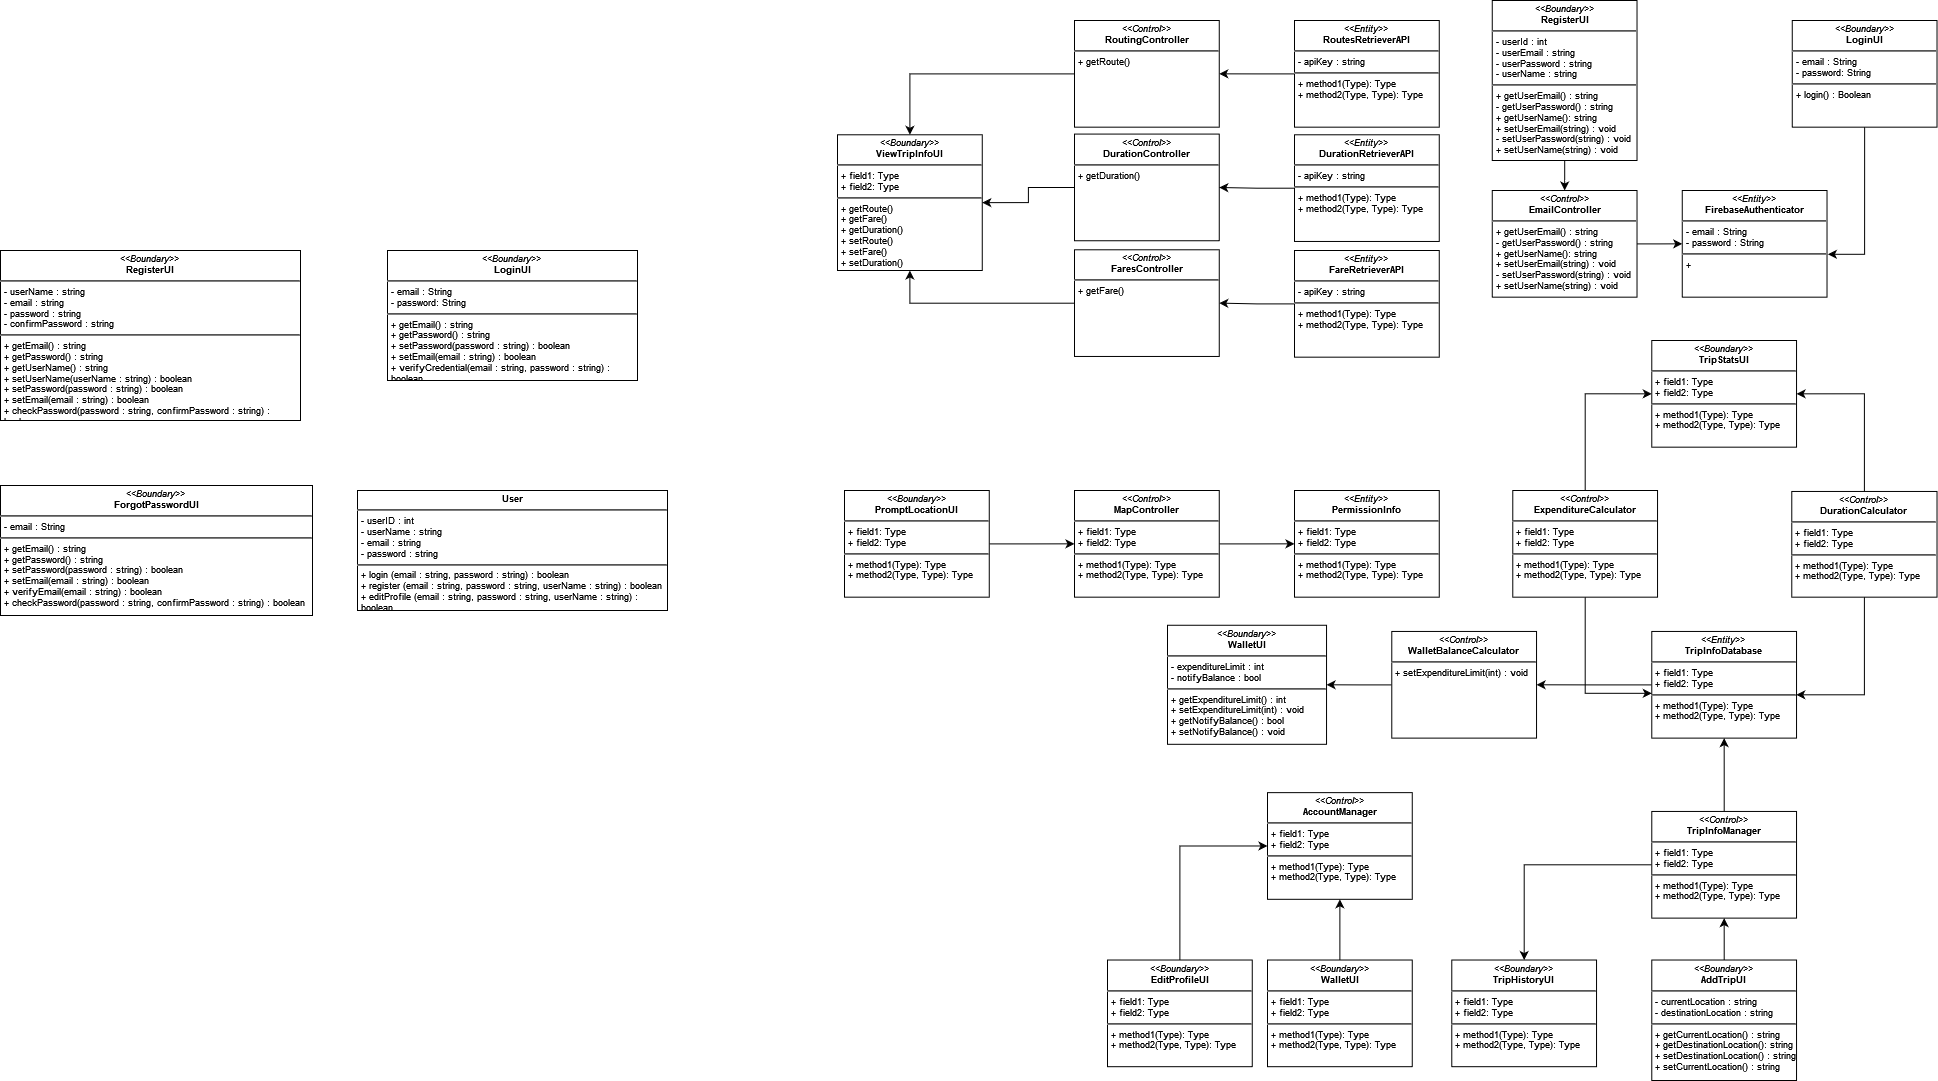 <<Boundary>>
RegisterUI
- userName : string
- email : string
- password : string
- confirmPassword : string
+ getEmail() : string
+ getPassword() : string
+ getUserName() : string
+ setUserName(userName : string) : boolean
+ setPassword(password : string) : boolean
+ setEmail(email : string) : boolean
+ checkPassword(password : string, confirmPassword : string) :
<<Boundary>>
LoginUI
- email : String
- password: String
+ getEmail() : string
+ getPassword() : string
+ setPassword(password : string) : boolean
+ setEmail(email : string) : boolean
+ verifyCredential(email : string, password : string) :
boolean
<<Boundary>>
ForgotPasswordUI
- email : String
+ getEmail() : string
+ getPassword() : string
+ setPassword(password : string) : boolean
+ setEmail(email : string) : boolean
+ verifyEmail(email : string) : boolean
+ checkPassword(password : string, confirmPassword : string) : boolean
User
- userID : int
- userName : string
- email : string
- password : string
+ login (email : string, password : string) : boolean
+ register (email : string, password : string, userName : string) : boolean
+ editProfile (email : string, password : string, userName : string) :
boolean
<<Boundary>>
ViewTripInfoUI
+ field1: Type
+ field2: Type
+ getRoute()
+ getFare()
+ getDuration()
+ setRoute()
+ setFare()
+ setDuration()
<<Control>>
RoutingController
+ getRoute()
<<Entity>>
RoutesRetrieverAPI
- apiKey : string
+ method1(Type): Type
+ method2(Type, Type): Type
<<Control>>
DurationController
+ getDuration()
<<Entity>>
DurationRetrieverAPI
- apiKey : string
+ method1(Type): Type
+ method2(Type, Type): Type
<<Control>>
FaresController
+ getFare()
<<Entity>>
FareRetrieverAPI
- apiKey : string
+ method1(Type): Type
+ method2(Type, Type): Type
<<Boundary>>
RegisterUI
- userId : int
- userEmail : string
- userPassword : string
- userName : string
+ getUserEmail() : string
- getUserPassword() : string
+ getUserName(): string
+ setUserEmail(string) : void
- setUserPassword(string) : void
+ setUserName(string) : void
<<Boundary>>
LoginUI
- email : String
- password: String
+ login() : Boolean
<<Control>>
EmailController
+ getUserEmail() : string
- getUserPassword() : string
+ getUserName(): string
+ setUserEmail(string) : void
- setUserPassword(string) : void
+ setUserName(string) : void
<<Entity>>
FirebaseAuthenticator
- email : String
- password : String
+
<<Boundary>>
TripStatsUI
+ field1: Type
+ field2: Type
+ method1(Type): Type
+ method2(Type, Type): Type
<<Boundary>>
PromptLocationUI
+ field1: Type
+ field2: Type
+ method1(Type): Type
+ method2(Type, Type): Type
<<Control>>
MapController
+ field1: Type
+ field2: Type
+ method1(Type): Type
+ method2(Type, Type): Type
<<Entity>>
PermissionInfo
+ field1: Type
+ field2: Type
+ method1(Type): Type
+ method2(Type, Type): Type
<<Control>>
ExpenditureCalculator
+ field1: Type
+ field2: Type
+ method1(Type): Type
+ method2(Type, Type): Type
<<Control>>
DurationCalculator
+ field1: Type
+ field2: Type
+ method1(Type): Type
+ method2(Type, Type): Type
<<Boundary>>
WalletUI
- expenditureLimit : int
- notifyBalance : bool
+ getExpenditureLimit() : int
+ setExpenditureLimit(int) : void
+ getNotifyBalance() : bool
+ setNotifyBalance() : void
<<Control>>
WalletBalanceCalculator
+ setExpenditureLimit(int) : void
<<Entity>>
TripInfoDatabase
+ field1: Type
+ field2: Type
+ method1(Type): Type
+ method2(Type, Type): Type
<<Control>>
AccountManager
+ field1: Type
+ field2: Type
+ method1(Type): Type
+ method2(Type, Type): Type
<<Control>>
TripInfoManager
+ field1: Type
+ field2: Type
+ method1(Type): Type
+ method2(Type, Type): Type
<<Boundary>>
EditProfileUI
+ field1: Type
+ field2: Type
+ method1(Type): Type
+ method2(Type, Type): Type
<<Boundary>>
WalletUI
+ field1: Type
+ field2: Type
+ method1(Type): Type
+ method2(Type, Type): Type
<<Boundary>>
TripHistoryUI
+ field1: Type
+ field2: Type
+ method1(Type): Type
+ method2(Type, Type): Type
<<Boundary>>
AddTripUI
- currentLocation : string
- destinationLocation : string
+ getCurrentLocation() : string
+ getDestinationLocation(): string
+ setDestinationLocation() : string
+ setCurrentLocation() : string